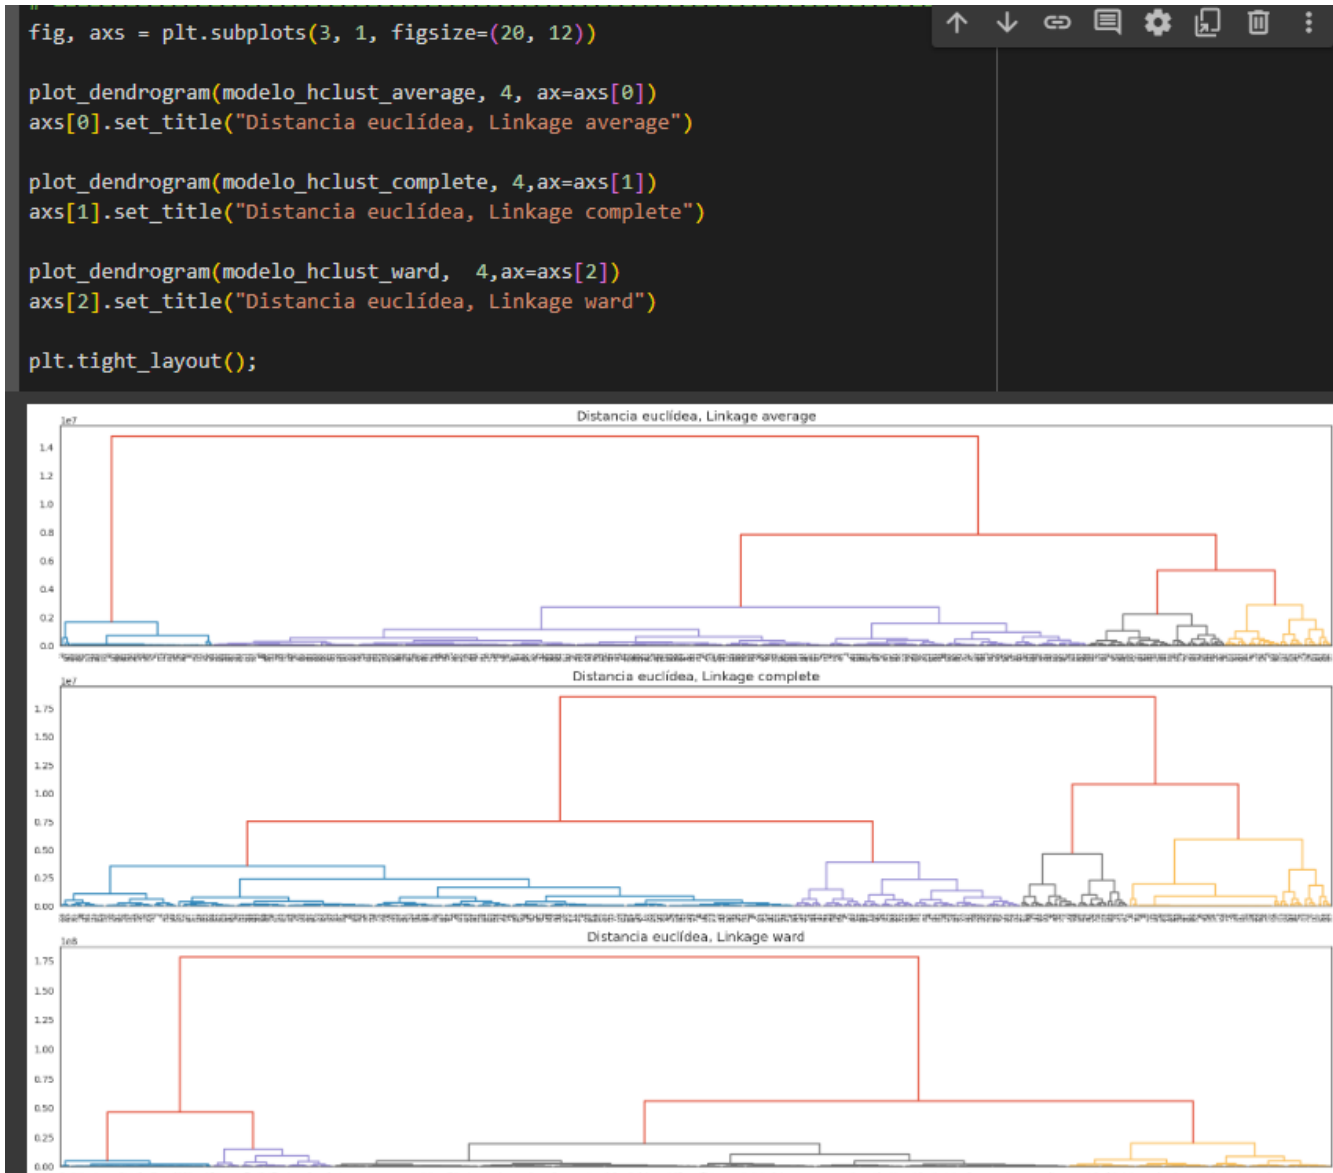 fig, axs = plt.subplots(3, 1, figsize=(20, 12))
plot_dendrogram(modelo_hclust_average, 4, ax=axs[0])
axs[0].set_title("Distancia euclídea, Linkage average")
plot_dendrogram(modelo_hclust_complete, 4,ax=axs[1])
axs[1].set_title("Distancia euclídea, Linkage complete")
plot_dendrogram(modelo_hclust_ward,  4,ax=axs[2])
axs[2].set_title("Distancia euclídea, Linkage ward")
plt.tight_layout();
Distancia euclídea, Linkage average
1e7
1.4
1.2
1.0
0.8
0.6
0.4
0.2
0.0
Distancia euclídea, Linkage complete
1e7
1.75
1.50
1.25
1.00
0.75
0.50
0.25
0.00
Distancia euclídea, Linkage ward
1e8
1.75
1.50
1.25
1.00
0.75
0.50
0.25
0.00